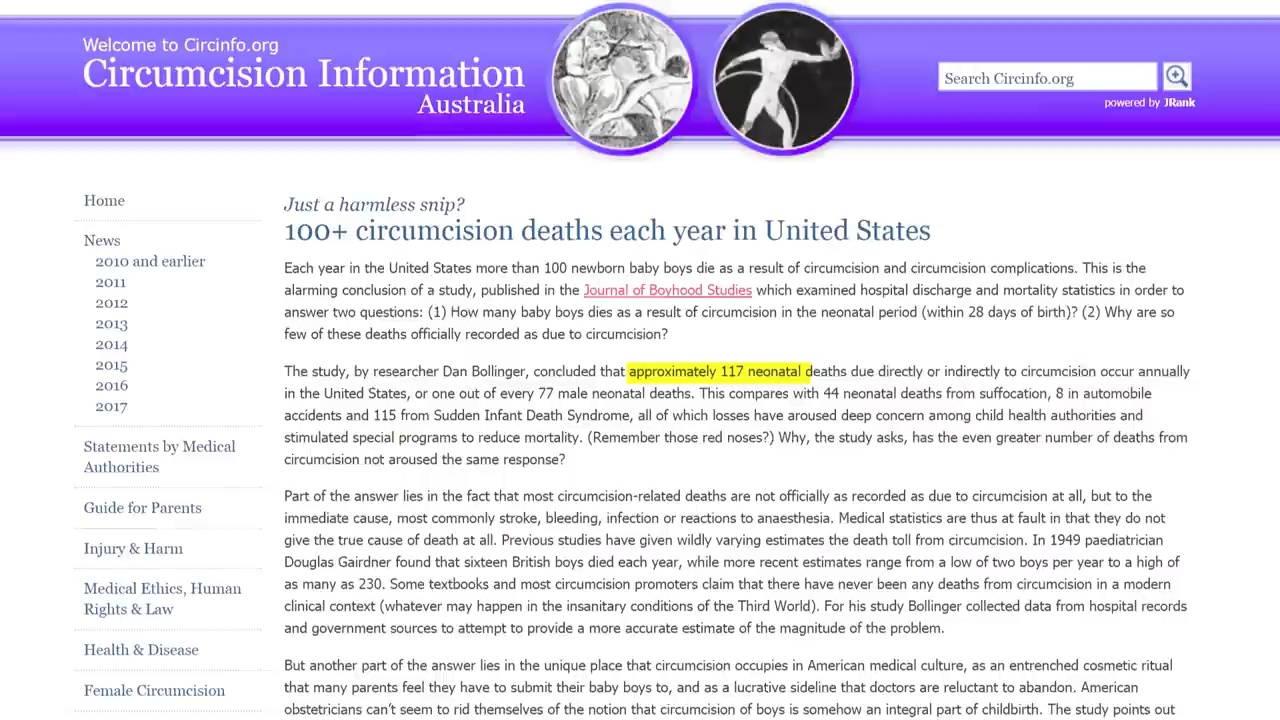 Welcome to Circinfo.org
Circumcision Information
Australia
Search Circinfo.org
powered by JRank
Home
News
2010 and earlier
2011
2012
2013
2014
2015
2016
2017
Statements by Medical
Authorities
Guide for Parents
Injury & Harm
Medical Ethics, Human
Rights & Law
Health & Disease
Female Circumcision
Just a harmless snip?
100+ circumcision deaths each year in United States
Each year in the United States more than 100 newborn baby boys die as a result of circumcision and circumcision complications. This is the
alarming conclusion of a study, published in the Journal of Boyhood Studies which examined hospital discharge and mortality statistics in order to
answer two questions: (1) How many baby boys dies as a result of circumcision in the neonatal period (within 28 days of birth)? (2) Why are so
few of these deaths officially recorded as due to circumcision?
The study, by researcher Dan Bollinger, concluded that approximately 117 neonatal deaths due directly or indirectly to circumcision occur annually
in the United States, or one out of every 77 male neonatal deaths. This compares with 44 neonatal deaths from suffocation, 8 in automobile
accidents and 115 from Sudden Infant Death Syndrome, all of which losses have aroused deep concern among child health authorities and
stimulated special programs to reduce mortality. (Remember those red noses?) Why, the study asks, has the even greater number of deaths from
circumcision not aroused the same response?
Part of the answer lies in the fact that most circumcision-related deaths are not officially as recorded as due to circumcision at all, but to the
immediate cause, most commonly stroke, bleeding, infection or reactions to anaesthesia. Medical statistics are thus at fault in that they do not
give the true cause of death at all. Previous studies have given wildly varying estimates the death toll from circumcision. In 1949 paediatrician
Douglas Gairdner found that sixteen British boys died each year, while more recent estimates range from a low of two boys per year to a high of
as many as 230. Some textbooks and most circumcision promoters claim that there have never been any deaths from circumcision in a modern
clinical context (whatever may happen in the insanitary conditions of the Third World). For his study Bollinger collected data from hospital records
and government sources to attempt to provide a more accurate estimate of the magnitude of the problem.
But another part of the answer lies in the unique place that circumcision occupies in American medical culture, as an entrenched cosmetic ritual
that many parents feel they have to submit their baby boys to, and as a lucrative sideline that doctors are reluctant to abandon. American
obstetricians can't seem to rid themselves of the notion that circumcision of boys is somehow an integral part of childbirth. The study points out